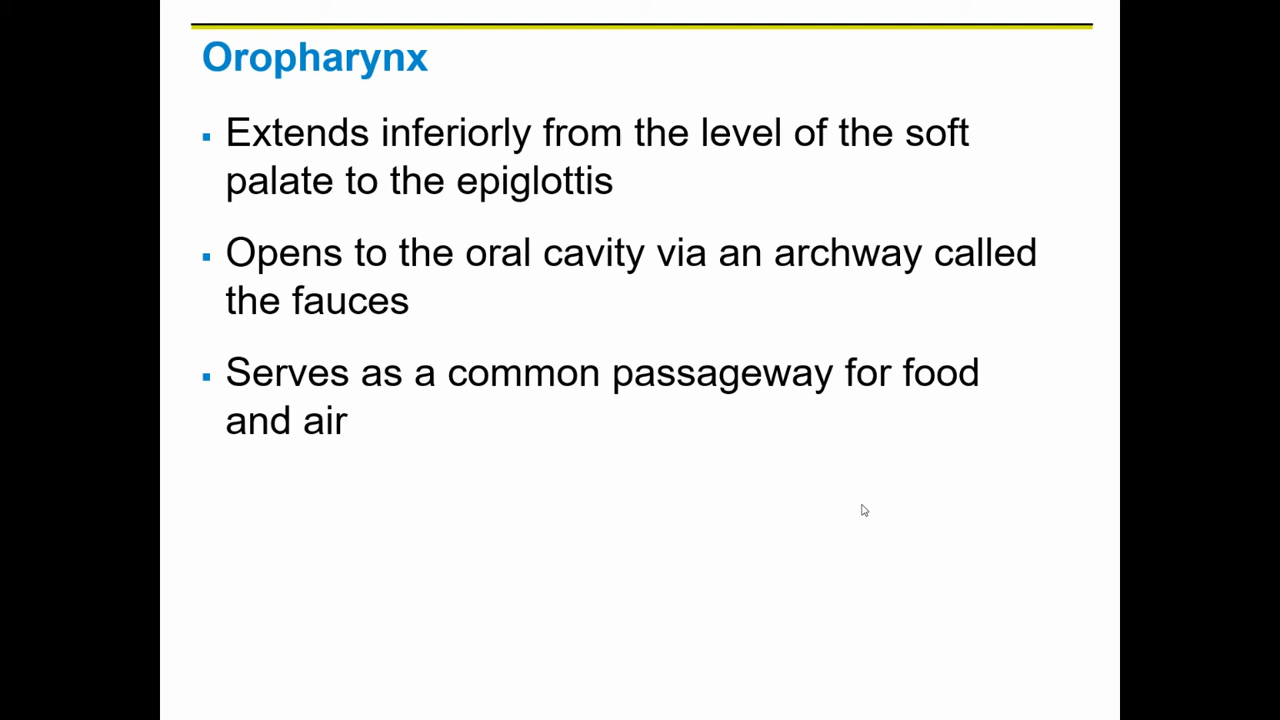 Oropharynx
▪ Extends inferiorly from the level of the soft
palate to the epiglottis
▪ Opens to the oral cavity via an archway called
the fauces
▪ Serves as a common passageway for food
and air